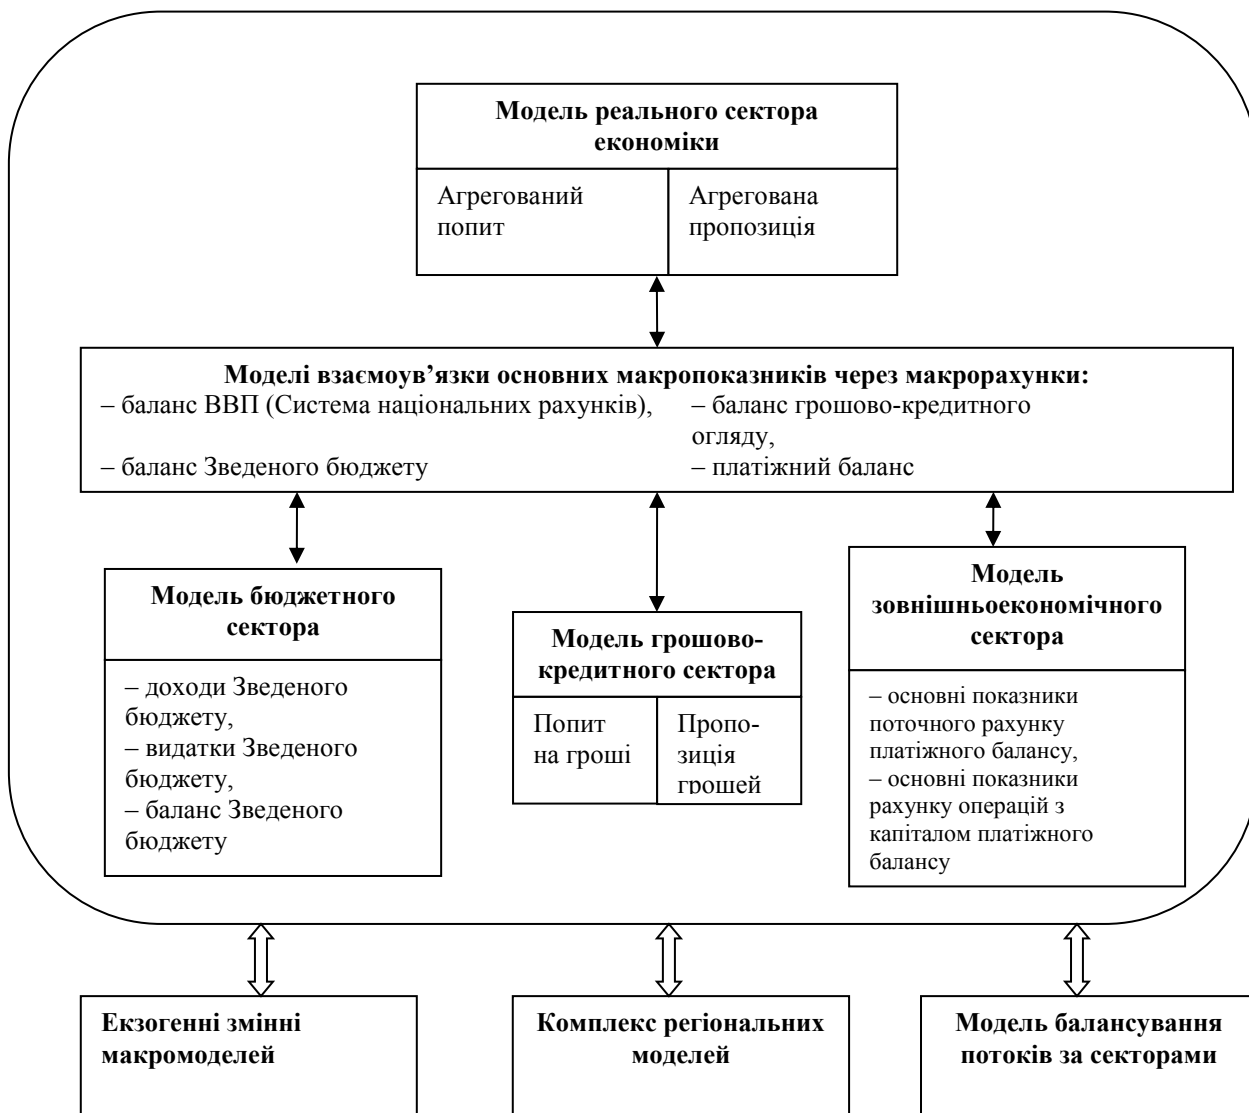 Модель реального сектора
економіки
Агрегований
попит
Агрегована
пропозиція
Моделі взаємоув’язки основних макропоказників через макрорахунки:
– баланс ВВП (Система національних рахунків),
– баланс грошово-кредитного
огляду,
– баланс Зведеного бюджету
– платіжний баланс
Модель бюджетного
сектора
– доходи Зведеного
бюджету,
– видатки Зведеного
бюджету,
– баланс Зведеного
бюджету
Модель грошово-
кредитного сектора
Попит
на гроші
Пропо-
зиція
грошей
Модель
зовнішньоекономічного
сектора
– основні показники
поточного рахунку
платіжного балансу,
– основні показники
рахунку операцій з
капіталом платіжного
балансу
Екзогенні змінні
макромоделей
Комплекс регіональних
моделей
Модель балансування
потоків за секторами